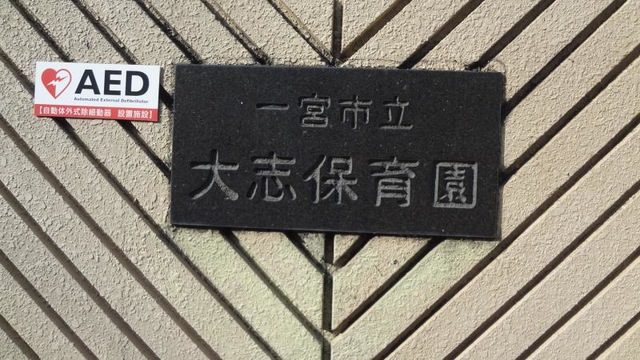 AED
Automated External Defibrillator
【自動体外式除細動器 設置施設】
一宮市立
大志保育園